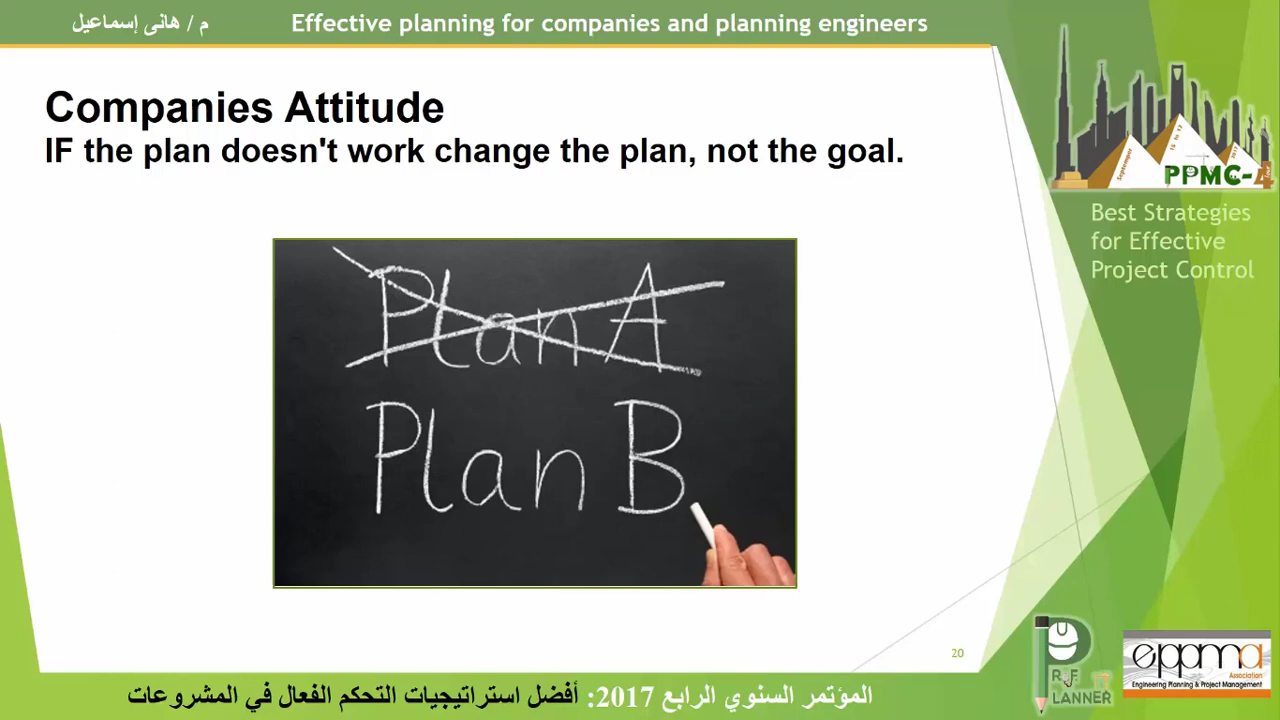 م / هانى إسماعيل
Effective planning for companies and planning engineers
Companies Attitude
IF the plan doesn't work change the plan, not the goal.
Plan A
Plan B
PPMC-4
Best Strategies
for Effective
Project Control
20
eppma
Association
Engineering Planning & Project Management
المؤتمر السنوي الرابع 2017: أفضل استراتيجيات التحكم الفعال في المشروعات